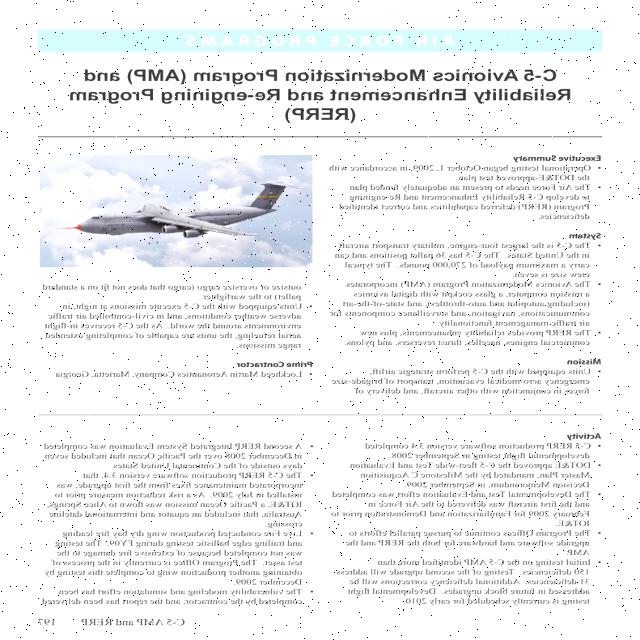 AIR FORCE PROGRAMS
C-5 Avionics Modernization Program (AMP) and
Reliability Enhancement and Re-engining Program
(RERP)
Executive Summary
• Operational testing began October 1, 2009, in accordance with
the DOT&E-approved test plan.
• The Air Force needs to present an adequately funded plan
to develop C-5 Reliability Enhancement and Re-engining
Program (RERP) deferred capabilities and correct identified
deficiencies.
System
• The C-5 is the largest four-engine, military transport aircraft
in the United States. The C-5 has 36 pallet positions and can
carry a maximum payload of 270,000 pounds. The typical
crew size is seven.
• The Avionics Modernization Program (AMP) incorporates
a mission computer, a glass cockpit with digital avionics
(including autopilot and auto-throttles), and state-of-the-art
communications, navigation, and surveillance components for
air traffic management functionality.
• The RERP provides reliability enhancements, plus new
commercial engines, nacelles, thrust reversers, and pylons.
Mission
• Units equipped with the C-5 perform strategic airlift,
emergency aero-medical evacuation, transport of brigade-size
forces in conjunction with other aircraft, and delivery of
outsize or oversize cargo (cargo that does not fit on a standard
pallet) to the warfighter.
• Units equipped with the C-5 execute missions at night, in
adverse weather conditions, and in civil-controlled air traffic
environments around the world. As the C-5 receives in-flight
aerial refueling, the units are capable of completing extended
range missions.
Prime Contractor
• Lockheed Martin Aeronautics Company, Marietta, Georgia
Activity
• C-5 RERP production software version 3.4 completed
developmental flight testing in September 2009.
• DOT&E approved the C-5 fleet-wide Test and Evaluation
Master Plan, mandated by the Milestone C Acquisition
Decision Memorandum, in September 2009.
• The Developmental Test and Evaluation effort was completed
and the first aircraft was delivered to the Air Force in
February 2009 for Familiarization and Demonstration prior to
IOT&E.
• The Program Offices continue to pursue parallel efforts to
upgrade software and hardware for both the RERP and the
AMP.
• Initial testing on the C-5 AMP identified more than
150 deficiencies. Testing of the second upgrade will address
31 deficiencies. Additional deficiency corrections will be
addressed in future Block upgrades. Developmental flight
testing is currently scheduled for early 2010.
• A second RERP Integrated System Evaluation was completed
in December 2008 over the Pacific Ocean that included seven
days outside of the Continental United States.
• The C-5 RERP production software version 3.4, that
incorporated maintenance fixes from the first upgrade, was
installed in July 2009. As a risk reduction measure prior to
IOT&E, a Pacific Ocean mission was flown to Alice Springs,
Australia, that included an equator and international dateline
crossing.
• Live Fire conducted production wing dry bay fire leading
and trailing edge ballistic testing during FY09. The testing
was not completed because of extensive fire damage to the
test asset. The Program Office is currently in the process of
obtaining another production wing to complete this testing by
December 2009.
• The vulnerability modeling and simulation effort has been
completed by the contractor, and the report has been delivered
C-5 AMP and RERP 197